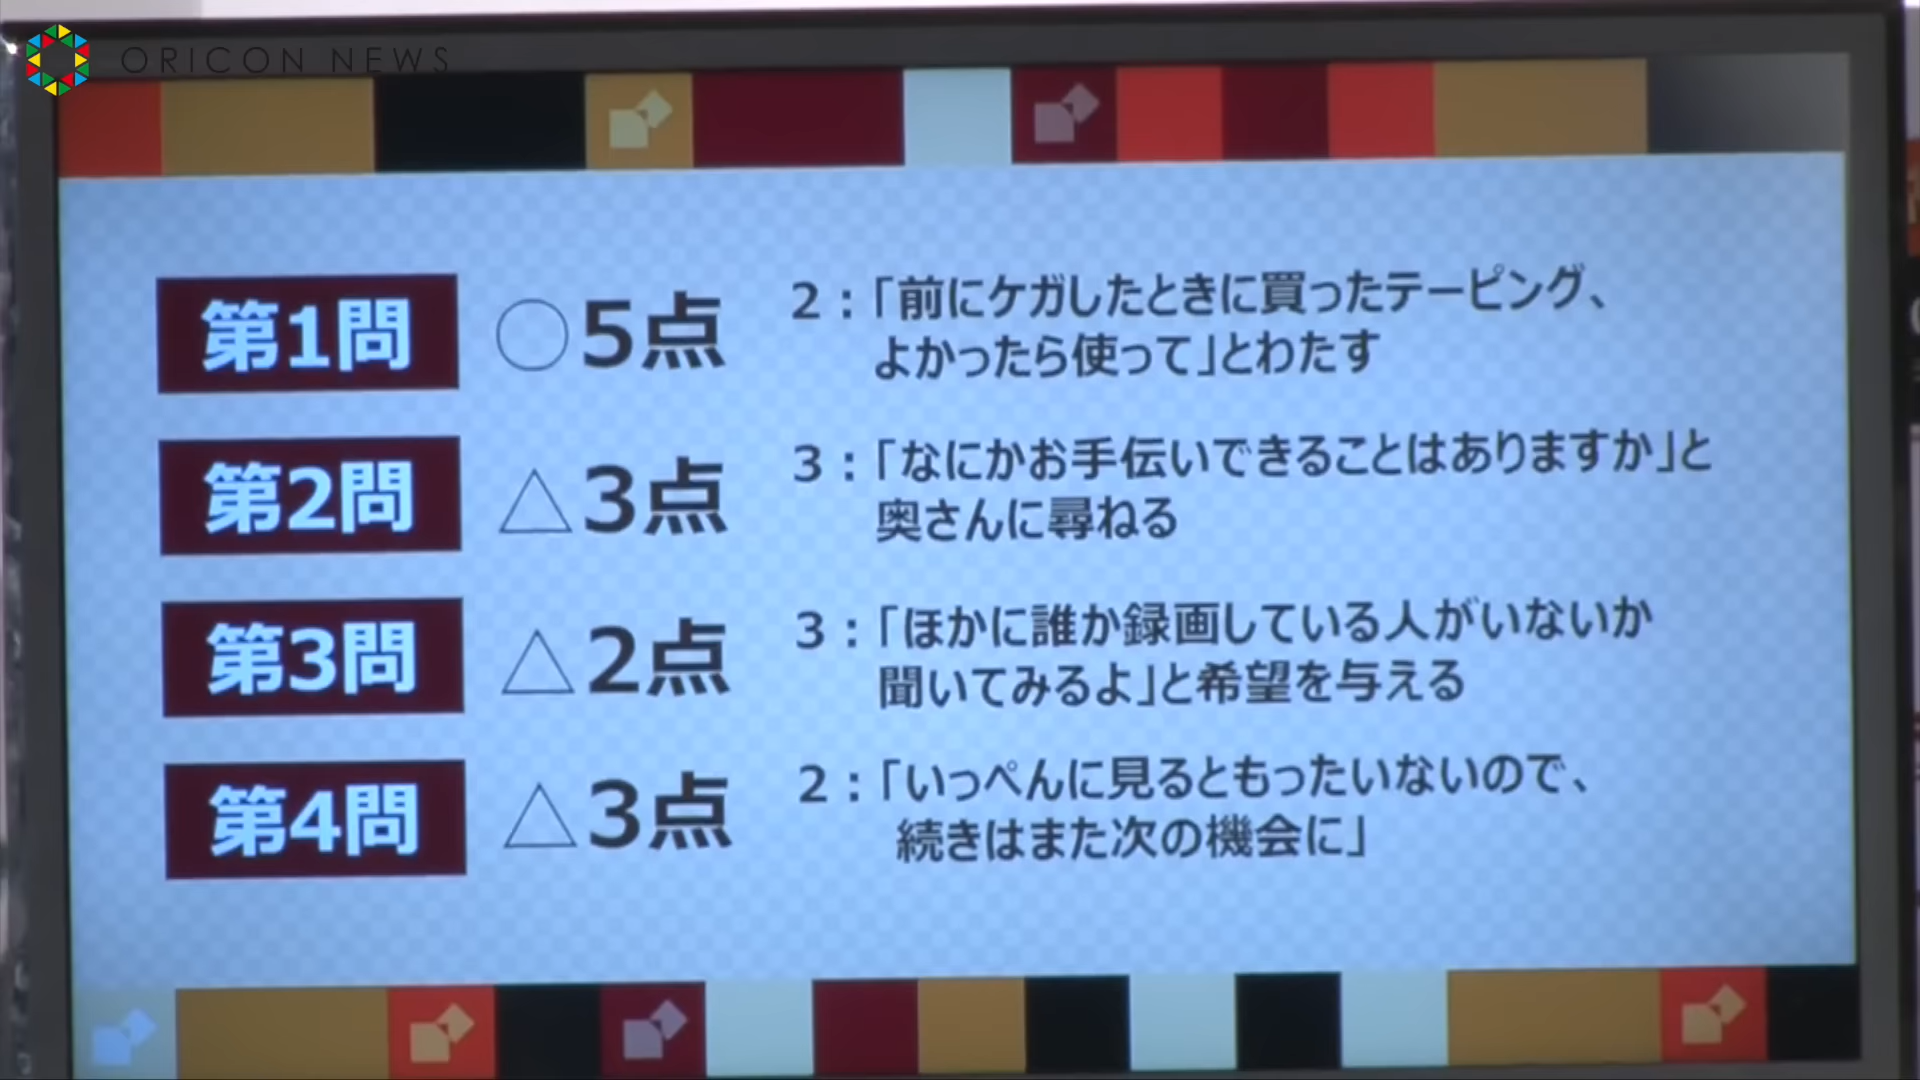 ORICON NEWS
第1問 ○5点 2：「前にケガしたときに買ったテーピング、
よかったら使って」とわたす
第2問 △3点 3：「なにかお手伝いできることはありますか」と
奥さんに尋ねる
第3問 △2点 3：「ほかに誰か録画している人がいないか
聞いてみるよ」と希望を与える
第4問 △3点 2：「いっぺんに見るともったいないので、
続きはまた次の機会に」